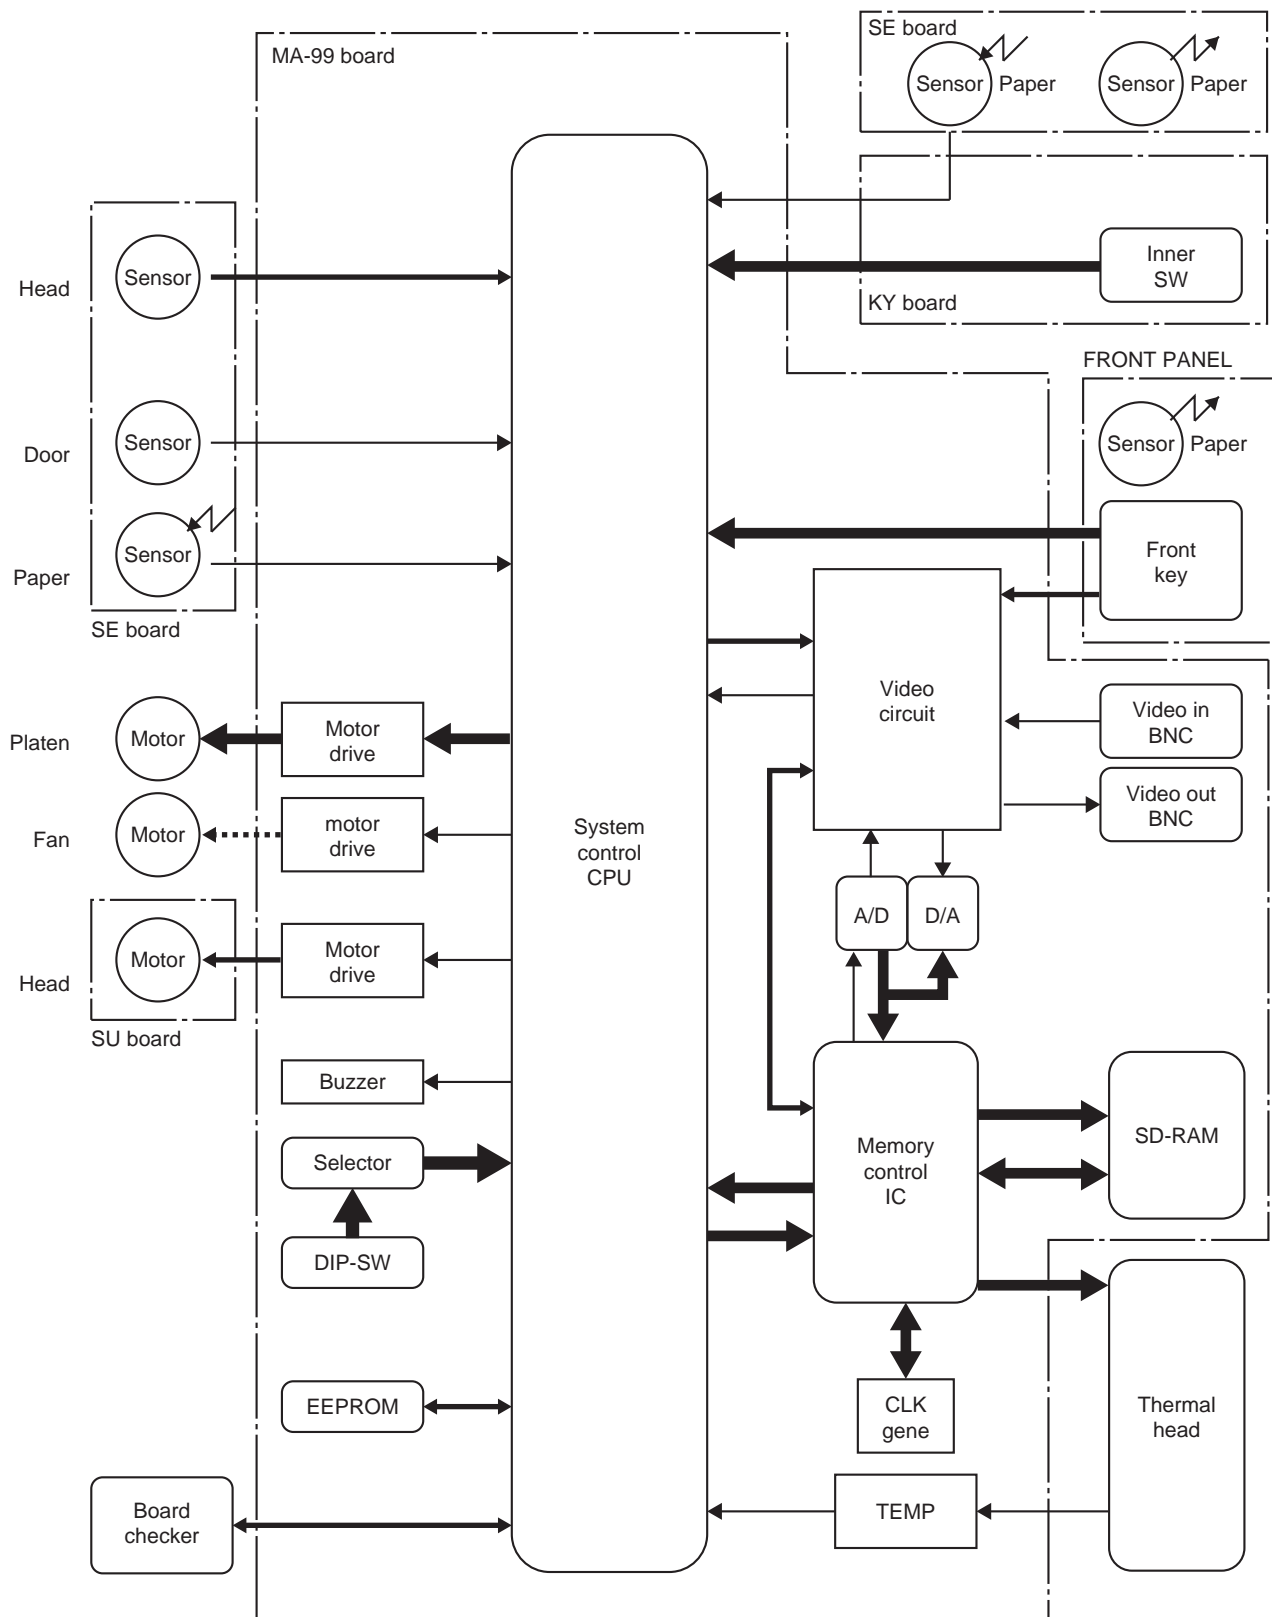 SE board
MA-99 board
Sensor Paper
Sensor Paper
Head
Sensor
Inner
SW
KY board
FRONT PANEL
Door
Sensor
Sensor Paper
Paper
Sensor
Front
key
SE board
Video
circuit
Video in
BNC
Platen
Motor
Motor
drive
Video out
BNC
Fan
Motor
motor
drive
System
control
CPU
A/D
D/A
Head
Motor
Motor
drive
SU board
Buzzer
Selector
Memory
control
IC
SD-RAM
DIP-SW
EEPROM
CLK
gene
Thermal
head
Board
checker
TEMP